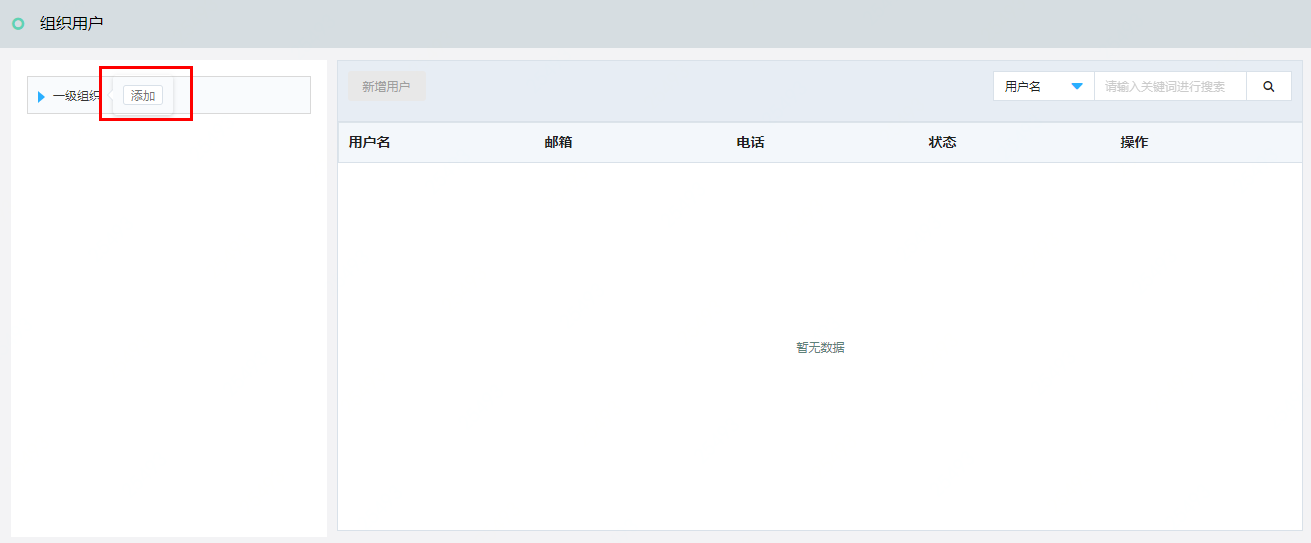 组织用户
一级组织 添加
新增用户 用户名 请输入关键词进行搜索
用户名 邮箱 电话 状态 操作
暂无数据